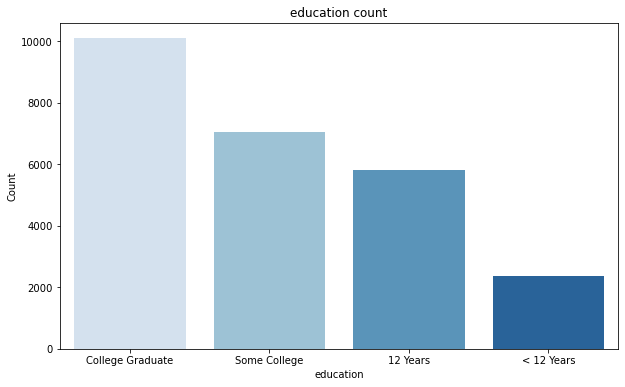 education count
Count
10000
8000
6000
4000
2000
0
College Graduate
Some College
12 Years
< 12 Years
education